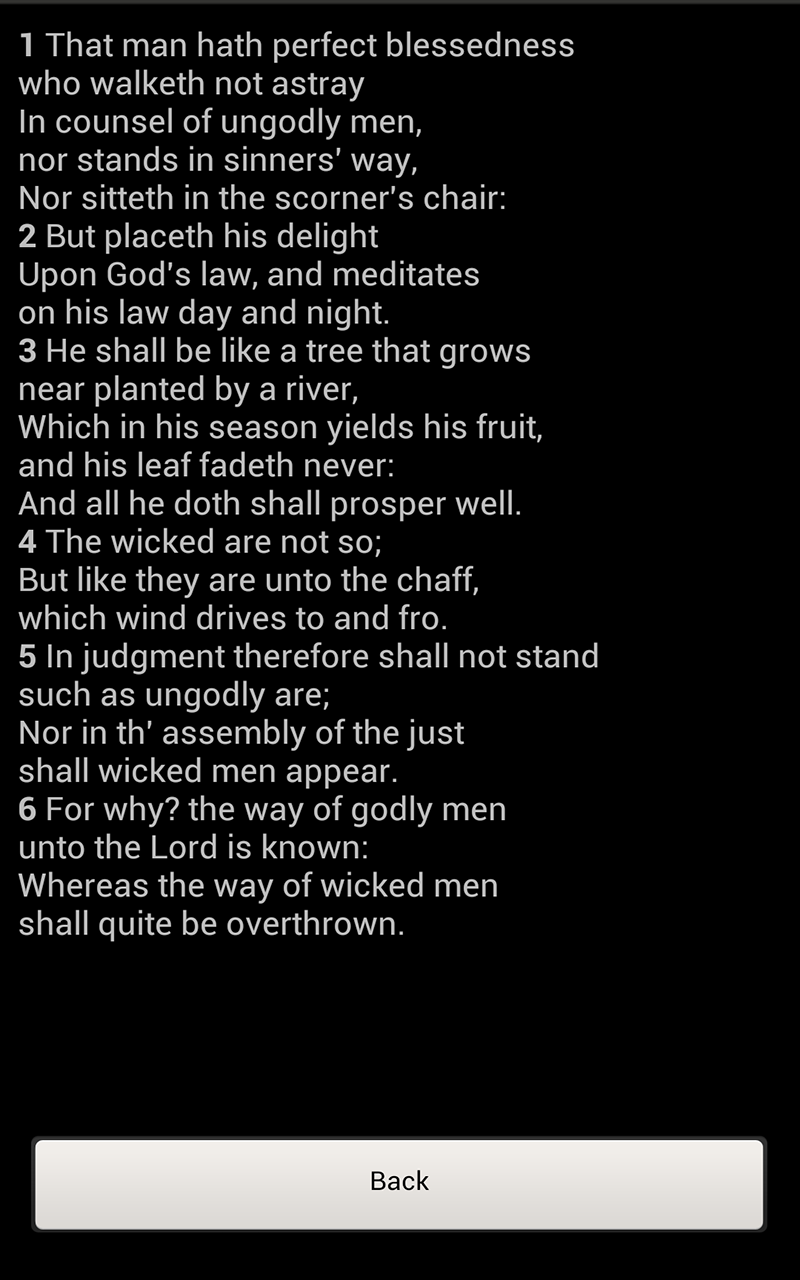 1 That man hath perfect blessedness
who walketh not astray
In counsel of ungodly men,
nor stands in sinners' way,
Nor sitteth in the scorner's chair:
2 But placeth his delight
Upon God's law, and meditates
on his law day and night.
3 He shall be like a tree that grows
near planted by a river,
Which in his season yields his fruit,
and his leaf fadeth never:
And all he doth shall prosper well.
4 The wicked are not so;
But like they are unto the chaff,
which wind drives to and fro.
5 In judgment therefore shall not stand
such as ungodly are;
Nor in th' assembly of the just
shall wicked men appear.
6 For why? the way of godly men
unto the Lord is known:
Whereas the way of wicked men
shall quite be overthrown.
Back